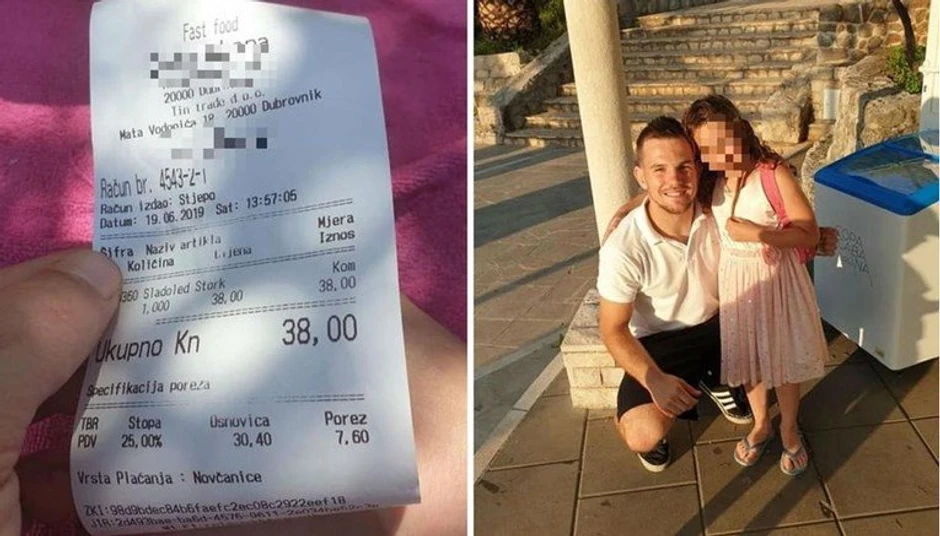 Fast food
20000
Tin trade d.o.o.
Mata Vodopića 19, 20000 Dubrovnik
Račun br. 4543-2-1
Račun izdao: Stjepo
Datum: 19.06.2019 Sat: 13:57:05
Šifra Naziv artikla Mjera
Količina Cijena Iznos
Sladoled Stork Kom
1,000 38,00 38,00
Ukupno Kn 38,00
Specifikacija poreza
TBR Stopa Osnovica Porez
PDV 25,00% 30,40 7,60
Vrsta Plaćanja : Novčanice